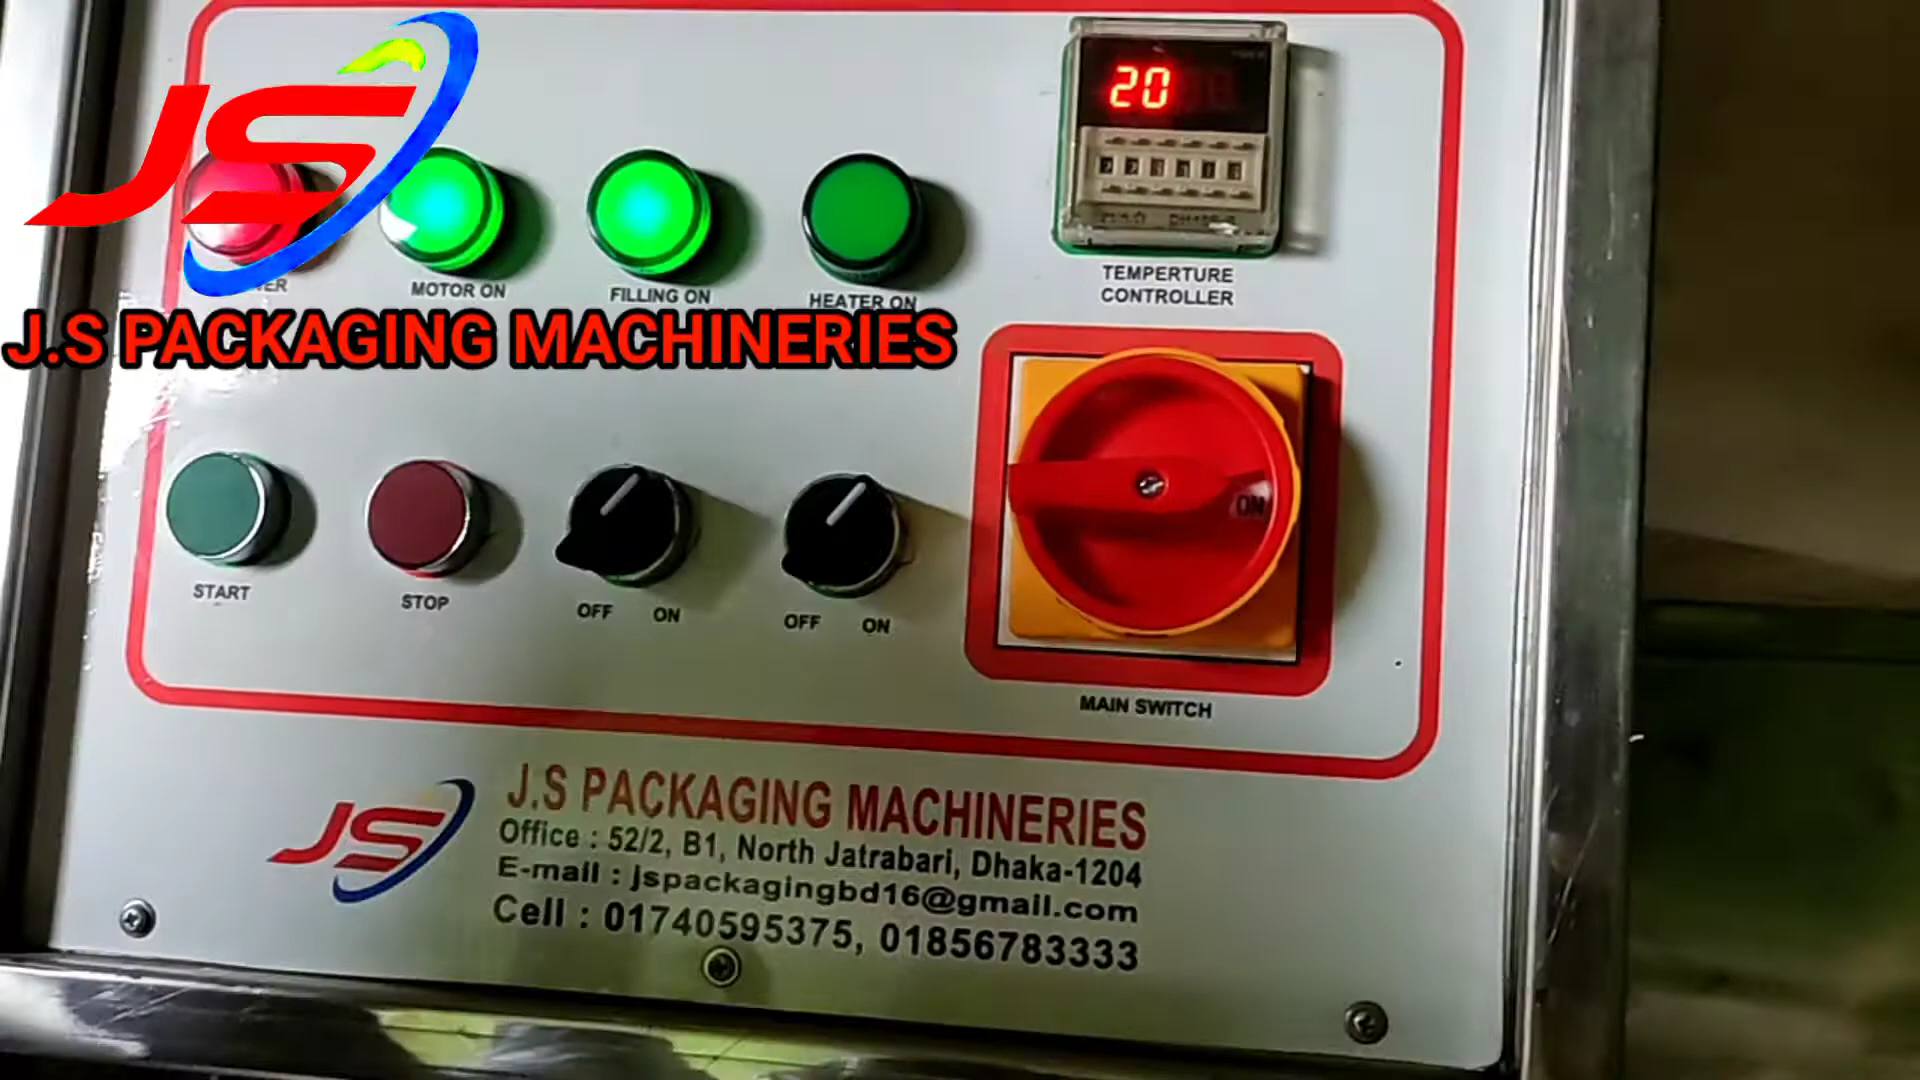 JS
20
MOTOR ON
FILLING ON
HEATER ON
TEMPERTURE
CONTROLLER
J.S PACKAGING MACHINERIES
ON
START
STOP
OFF ON
OFF ON
MAIN SWITCH
JS
J.S PACKAGING MACHINERIES
Office : 52/2, B1, North Jatrabari, Dhaka-1204
E-mail : jspackagingbd16@gmail.com
Cell : 01740595375, 01856783333